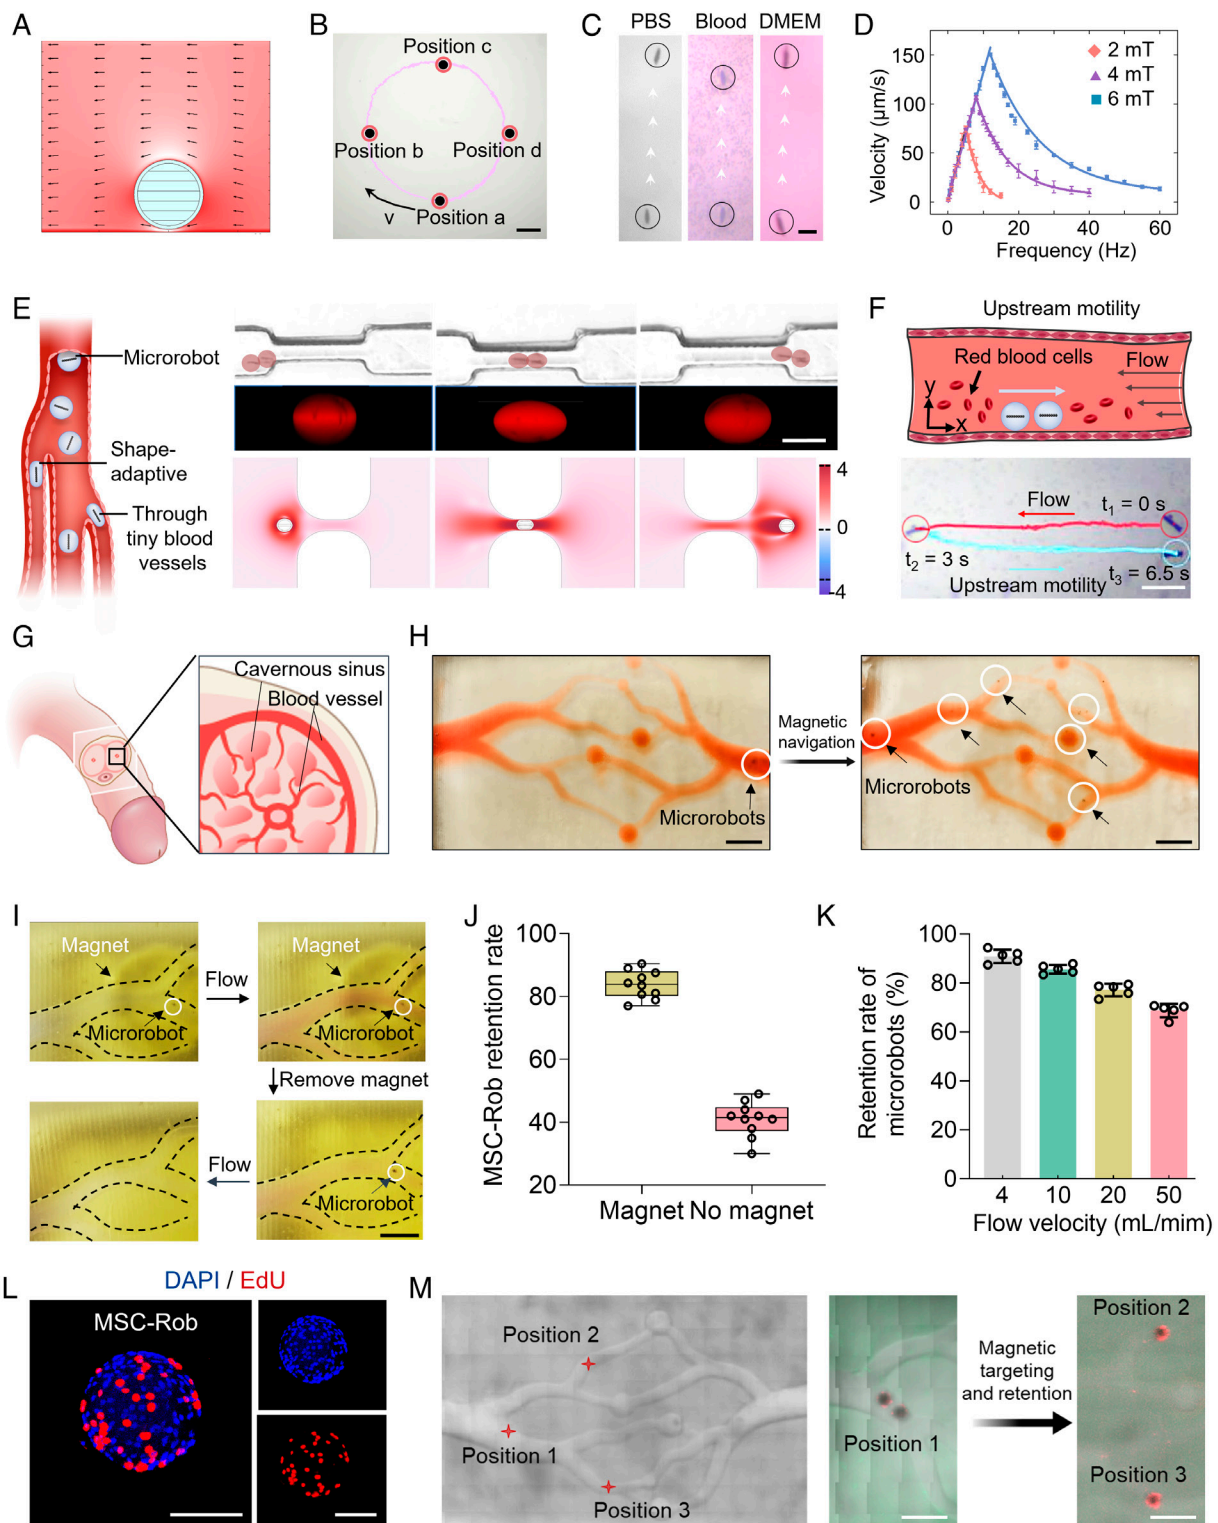 A
B
Position c
Position b
Position d
v
Position a
C
PBS
Blood
DMEM
D
Velocity (μm/s)
150
100
50
0
2 mT
4 mT
6 mT
0
20
40
60
Frequency (Hz)
E
Microrobot
Shape-
adaptive
Through
tiny blood
vessels
4
0
-4
F
Upstream motility
Red blood cells
Flow
y
x
Flow
t1 = 0 s
t2 = 3 s
t3 = 6.5 s
Upstream motility
G
Cavernous sinus
Blood vessel
H
Microrobots
Magnetic
navigation
Microrobots
I
Magnet
Microrobot
Flow
Magnet
Microrobot
Remove magnet
Flow
Microrobot
J
MSC-Rob retention rate
100
80
60
40
20
Magnet
No magnet
K
Retention rate of
microrobots (%)
100
80
60
40
20
0
4
10
20
50
Flow velocity (mL/mim)
L
DAPI / EdU
MSC-Rob
M
Position 2
Position 1
Position 3
Position 1
Magnetic
targeting
and retention
Position 2
Position 3